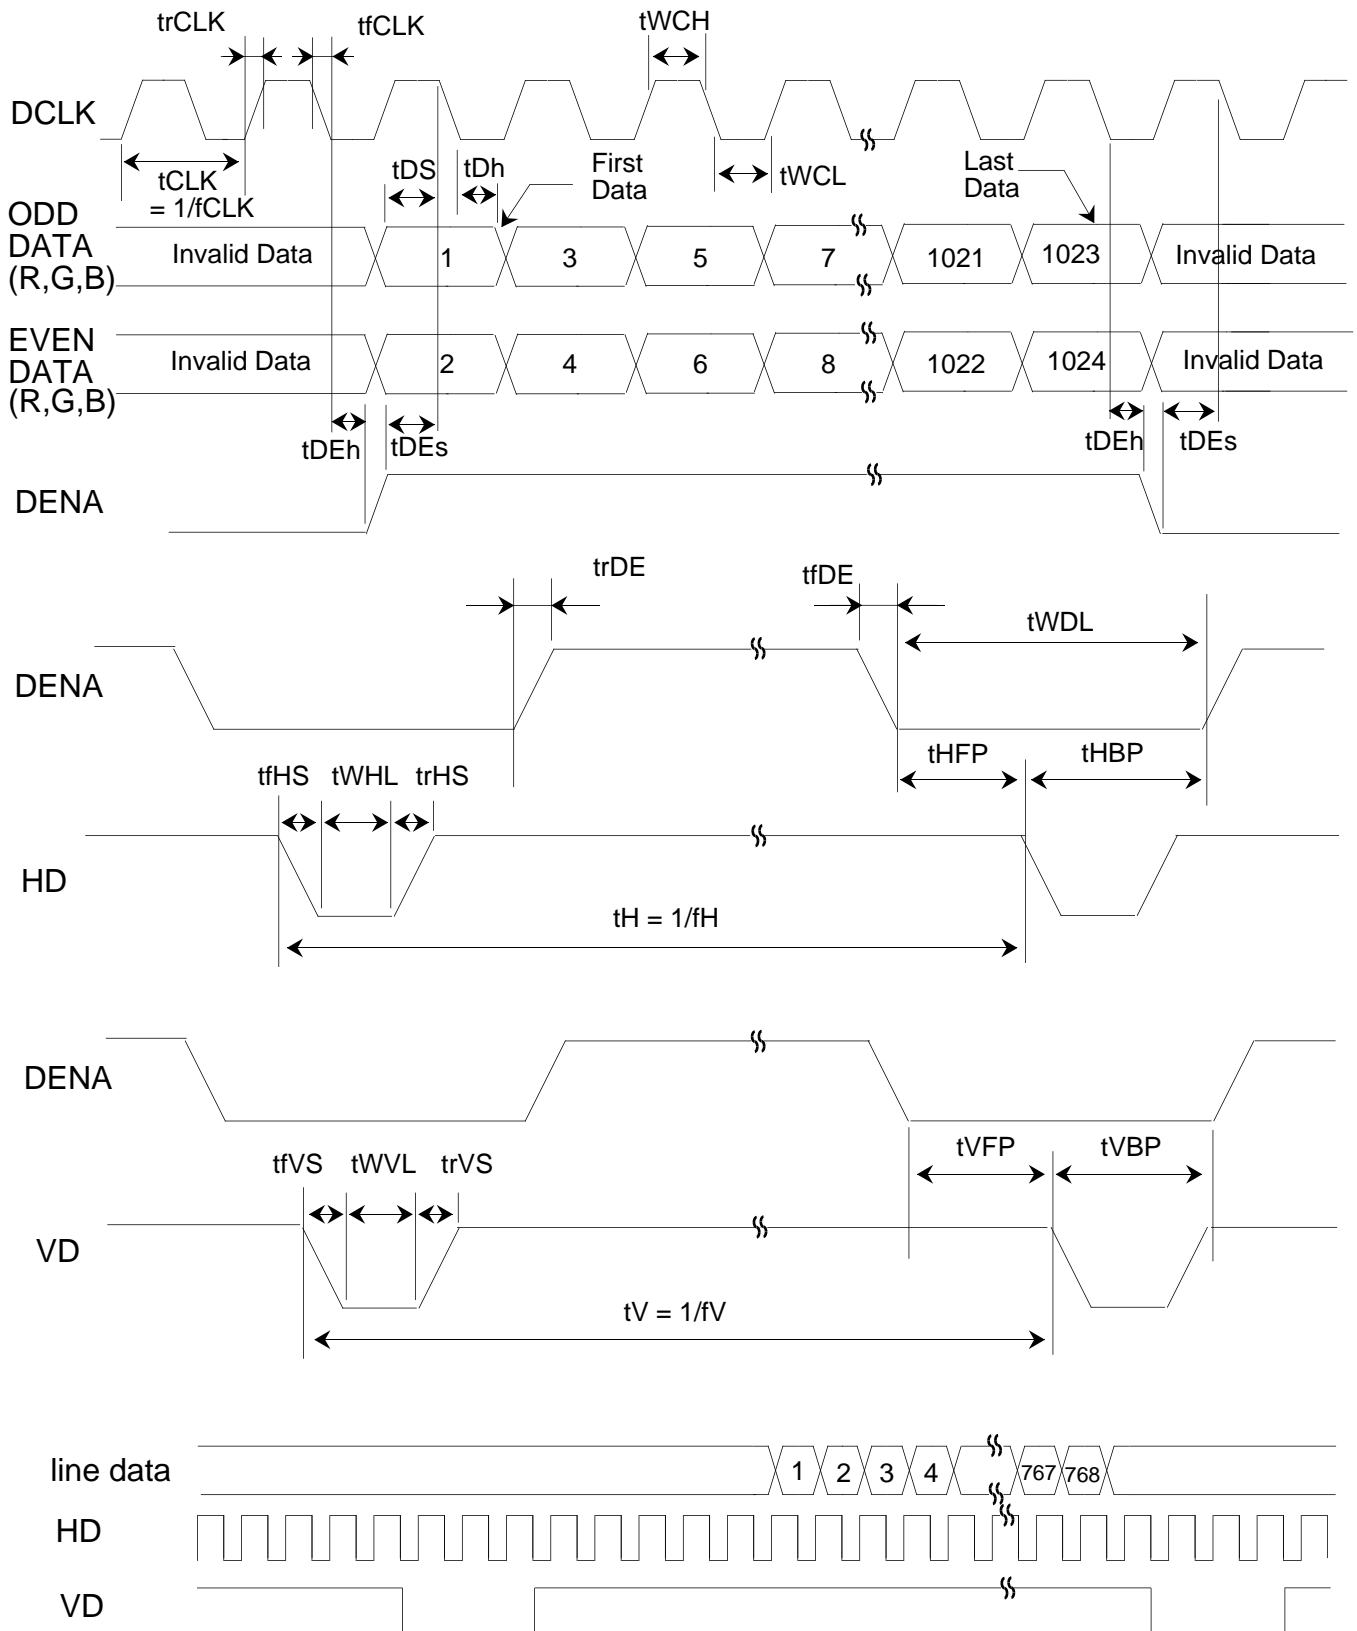 trCLK tfCLK tWCH
DCLK
tDS tDh First Data tWCL Last Data
tCLK
= 1/fCLK
ODD
DATA
(R,G,B)
Invalid Data 1 3 5 7 1021 1023 Invalid Data
EVEN
DATA
(R,G,B)
Invalid Data 2 4 6 8 1022 1024 Invalid Data
tDEh tDEs tDEh tDEs
DENA
trDE tfDE
tWDL
DENA
tHFP tHBP
tfHS tWHL trHS
HD
tH = 1/fH
DENA
tVFP tVBP
tfVS tWVL trVS
VD
tV = 1/fV
line data 1 2 3 4 767 768
HD
VD